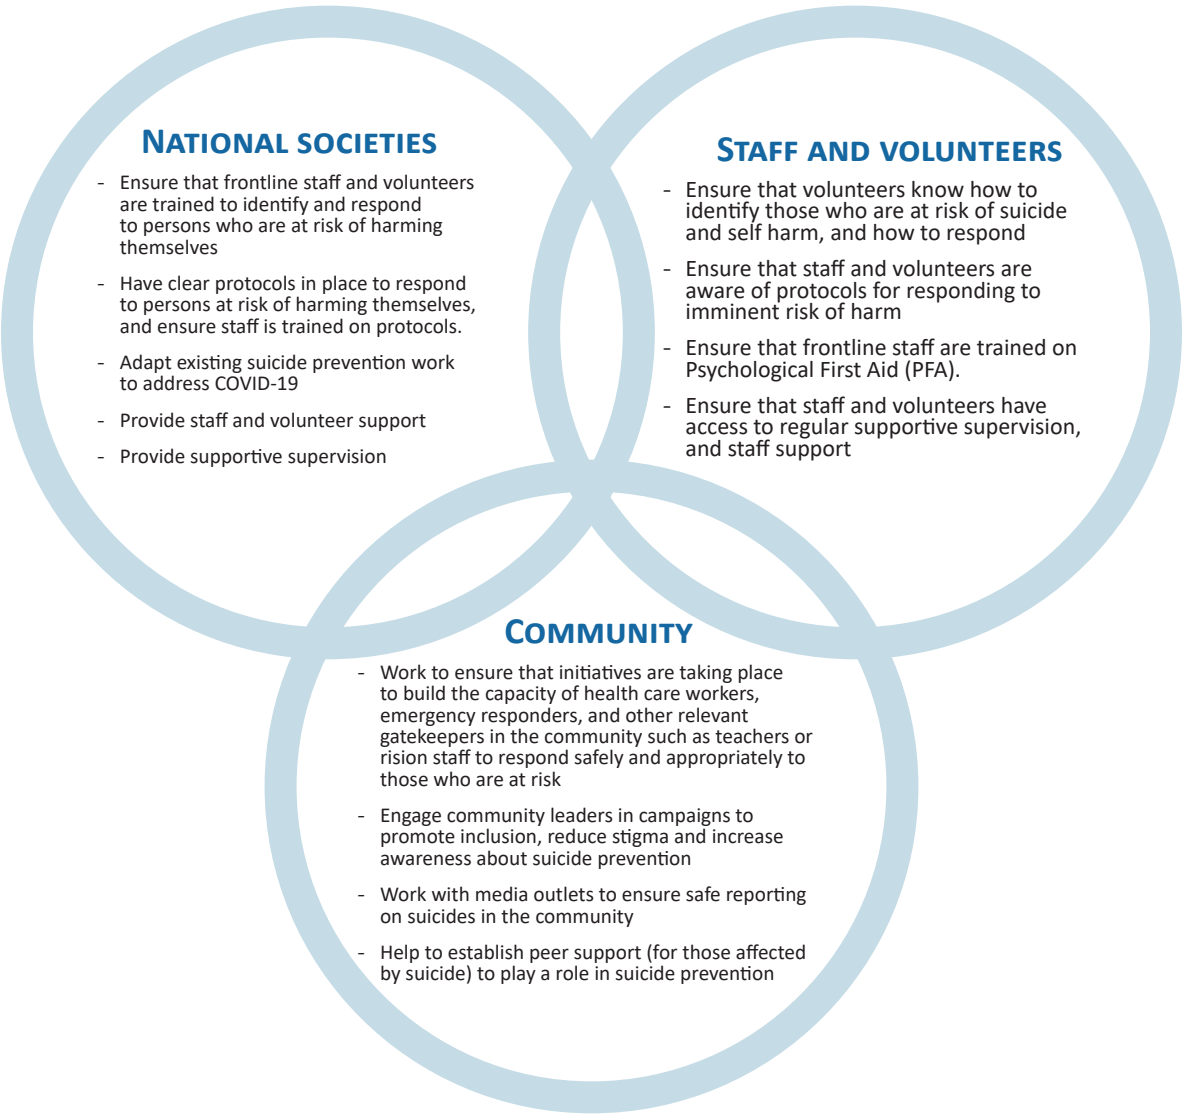 NATIONAL SOCIETIES
- Ensure that frontline staff and volunteers
are trained to identify and respond
to persons who are at risk of harming
themselves
- Have clear protocols in place to respond
to persons at risk of harming themselves,
and ensure staff is trained on protocols.
- Adapt existing suicide prevention work
to address COVID-19
- Provide staff and volunteer support
- Provide supportive supervision
STAFF AND VOLUNTEERS
- Ensure that volunteers know how to
identify those who are at risk of suicide
and self harm, and how to respond
- Ensure that staff and volunteers are
aware of protocols for responding to
imminent risk of harm
- Ensure that frontline staff are trained on
Psychological First Aid (PFA).
- Ensure that staff and volunteers have
access to regular supportive supervision,
and staff support
COMMUNITY
- Work to ensure that initiatives are taking place
to build the capacity of health care workers,
emergency responders, and other relevant
gatekeepers in the community such as teachers or
rision staff to respond safely and appropriately to
those who are at risk
- Engage community leaders in campaigns to
promote inclusion, reduce stigma and increase
awareness about suicide prevention
- Work with media outlets to ensure safe reporting
on suicides in the community
- Help to establish peer support (for those affected
by suicide) to play a role in suicide prevention